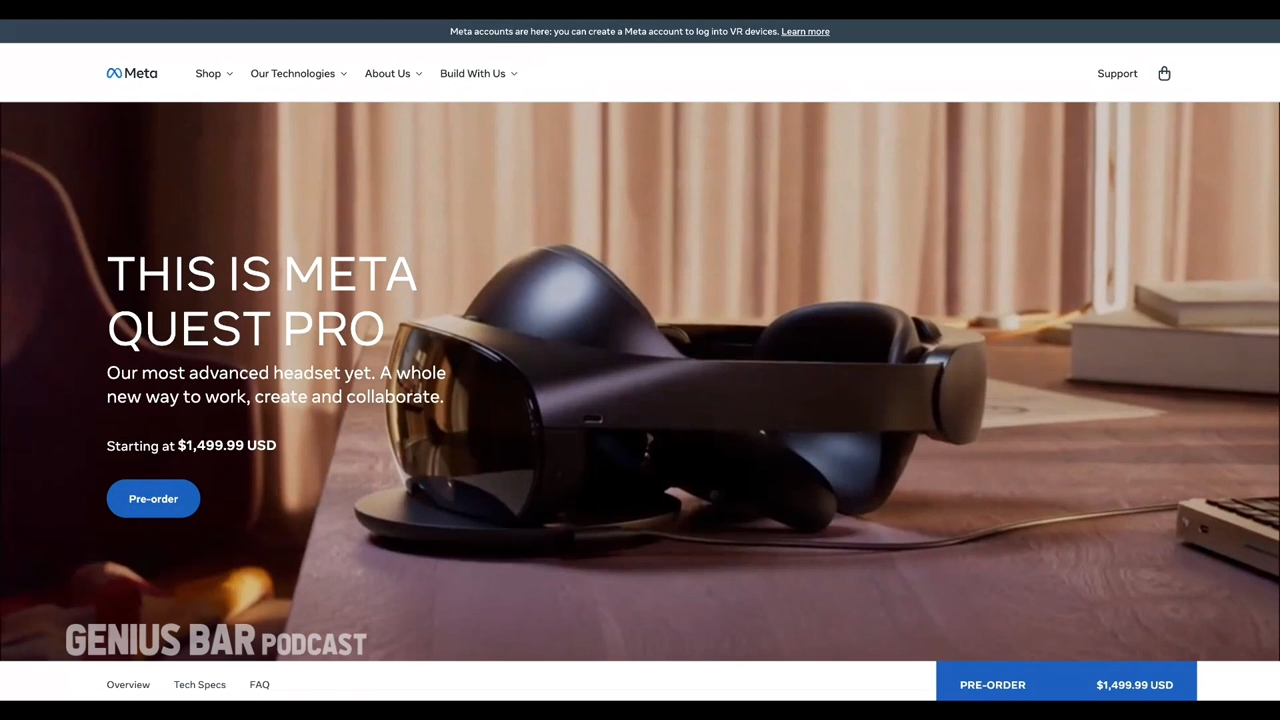 Meta accounts are here: you can create a Meta account to log into VR devices. Learn more
Meta
Shop
Our Technologies
About Us
Build With Us
Support
THIS IS META
QUEST PRO
Our most advanced headset yet. A whole
new way to work, create and collaborate.
Starting at $1,499.99 USD
Pre-order
GENIUS BAR PODCAST
Overview
Tech Specs
FAQ
PRE-ORDER
$1,499.99 USD